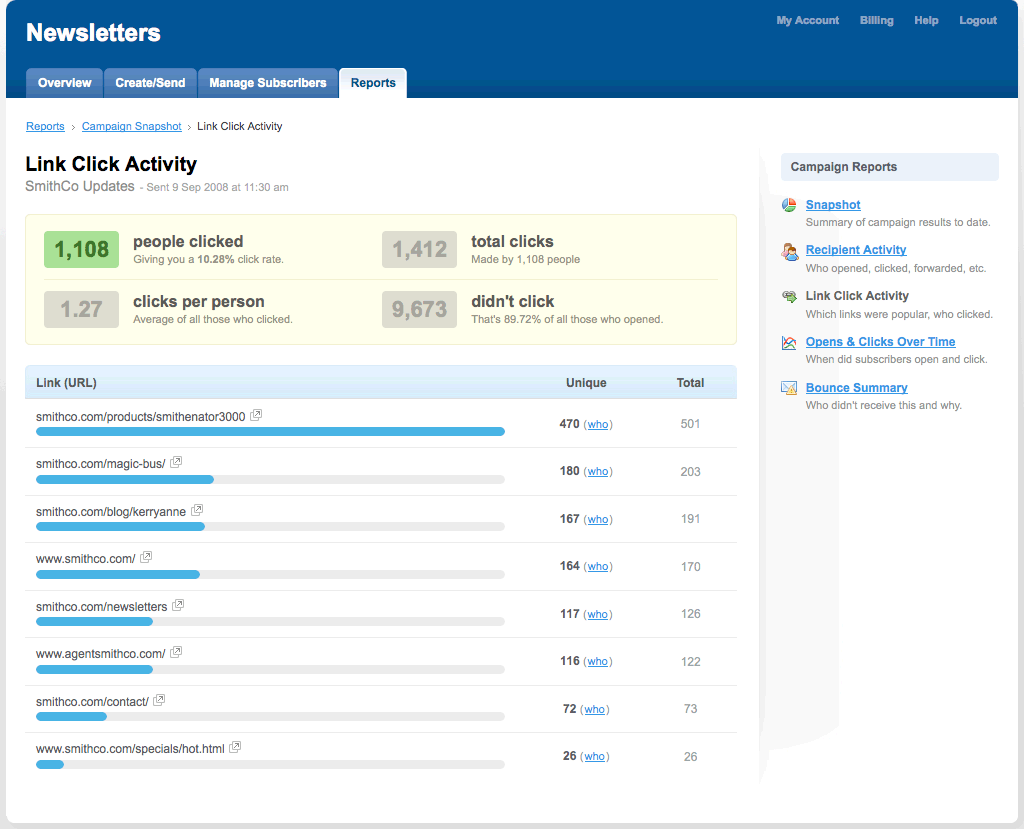 My Account Billing Help Logout
Newsletters
Overview Create/Send Manage Subscribers Reports
Reports › Campaign Snapshot › Link Click Activity
Link Click Activity
SmithCo Updates - Sent 9 Sep 2008 at 11:30 am
1,108 people clicked
Giving you a 10.28% click rate.
1,412 total clicks
Made by 1,108 people
1.27 clicks per person
Average of all those who clicked.
9,673 didn't click
That's 89.72% of all those who opened.
Link (URL) Unique Total
smithco.com/products/smithenator3000 470 (who) 501
smithco.com/magic-bus/ 180 (who) 203
smithco.com/blog/kerryanne 167 (who) 191
www.smithco.com/ 164 (who) 170
smithco.com/newsletters 117 (who) 126
www.agentsmithco.com/ 116 (who) 122
smithco.com/contact/ 72 (who) 73
www.smithco.com/specials/hot.html 26 (who) 26
Campaign Reports
Snapshot
Summary of campaign results to date.
Recipient Activity
Who opened, clicked, forwarded, etc.
Link Click Activity
Which links were popular, who clicked.
Opens & Clicks Over Time
When did subscribers open and click.
Bounce Summary
Who didn't receive this and why.